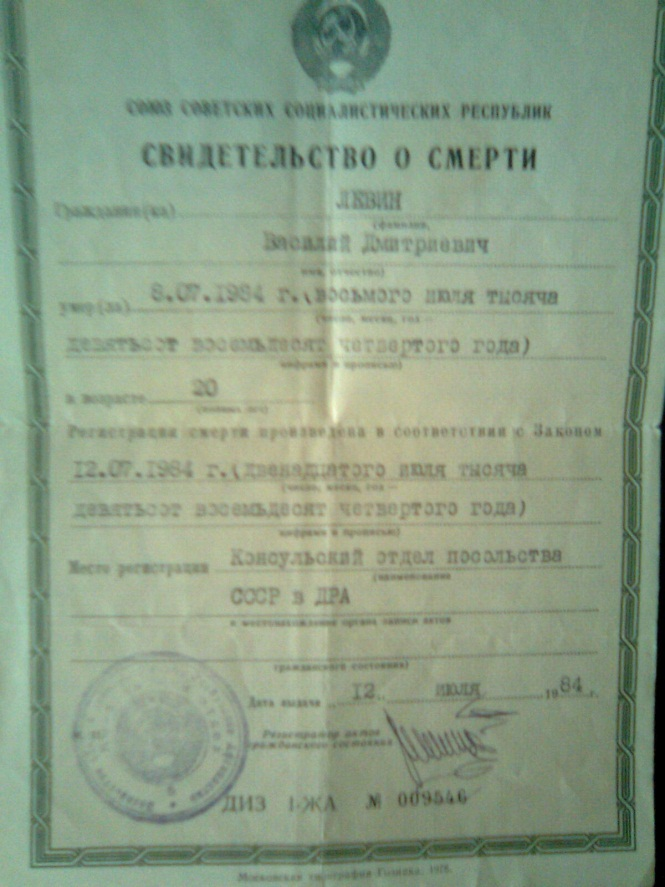 СОЮЗ СОВЕТСКИХ СОЦИАЛИСТИЧЕСКИХ РЕСПУБЛИК
СВИДЕТЕЛЬСТВО О СМЕРТИ
Гражданин(ка) ЛЕВИН
(фамилия,
Василий Дмитриевич
имя, отчество)
умер(ла) 8.07.1984 г.(восьмого июля тысяча
(число, месяц, год —
девятьсот восемьдесят четвертого года)
цифрами и прописью)
в возрасте 20
Регистрация смерти произведена в соответствии с Законом
12.07.1984 г.(двенадцатого июля тысяча
(число, месяц, год —
девятьсот восемьдесят четвертого года)
цифрами и прописью)
Место регистрации Консульский отдел посольства
(наименование
СССР в ДРА
и местонахождение органа записи актов
гражданского состояния)
Дата выдачи 12 июля 1984 г.
М. П.
Регистратор актов
гражданского состояния
ДИЗ I-ЖА № 009546
Московская типография Гознака. 1978.